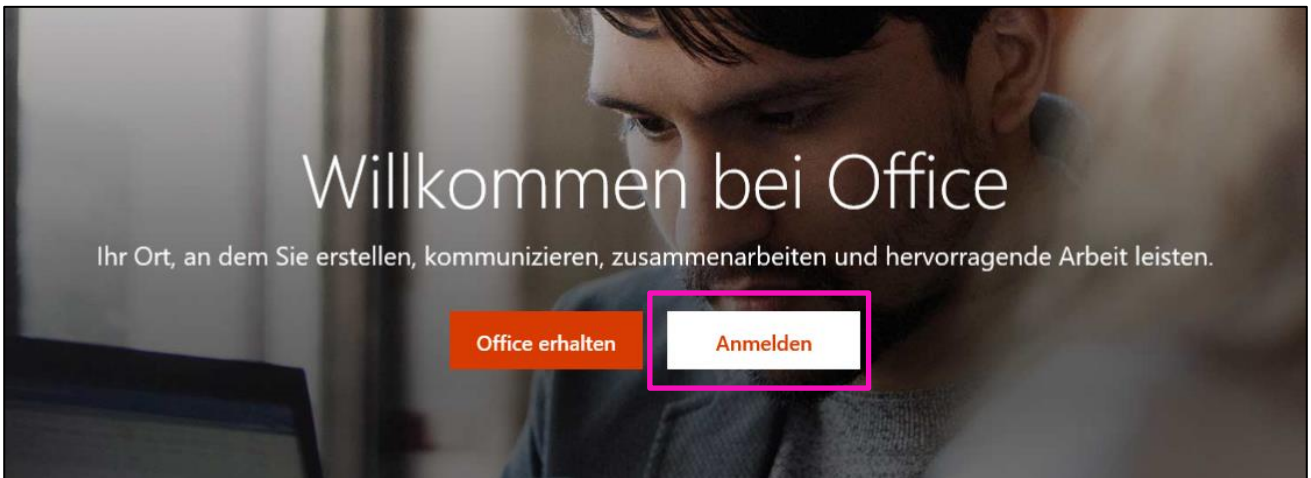 Willkommen bei Office
Ihr Ort, an dem Sie erstellen, kommunizieren, zusammenarbeiten und hervorragende Arbeit leisten.
Office erhalten
Anmelden